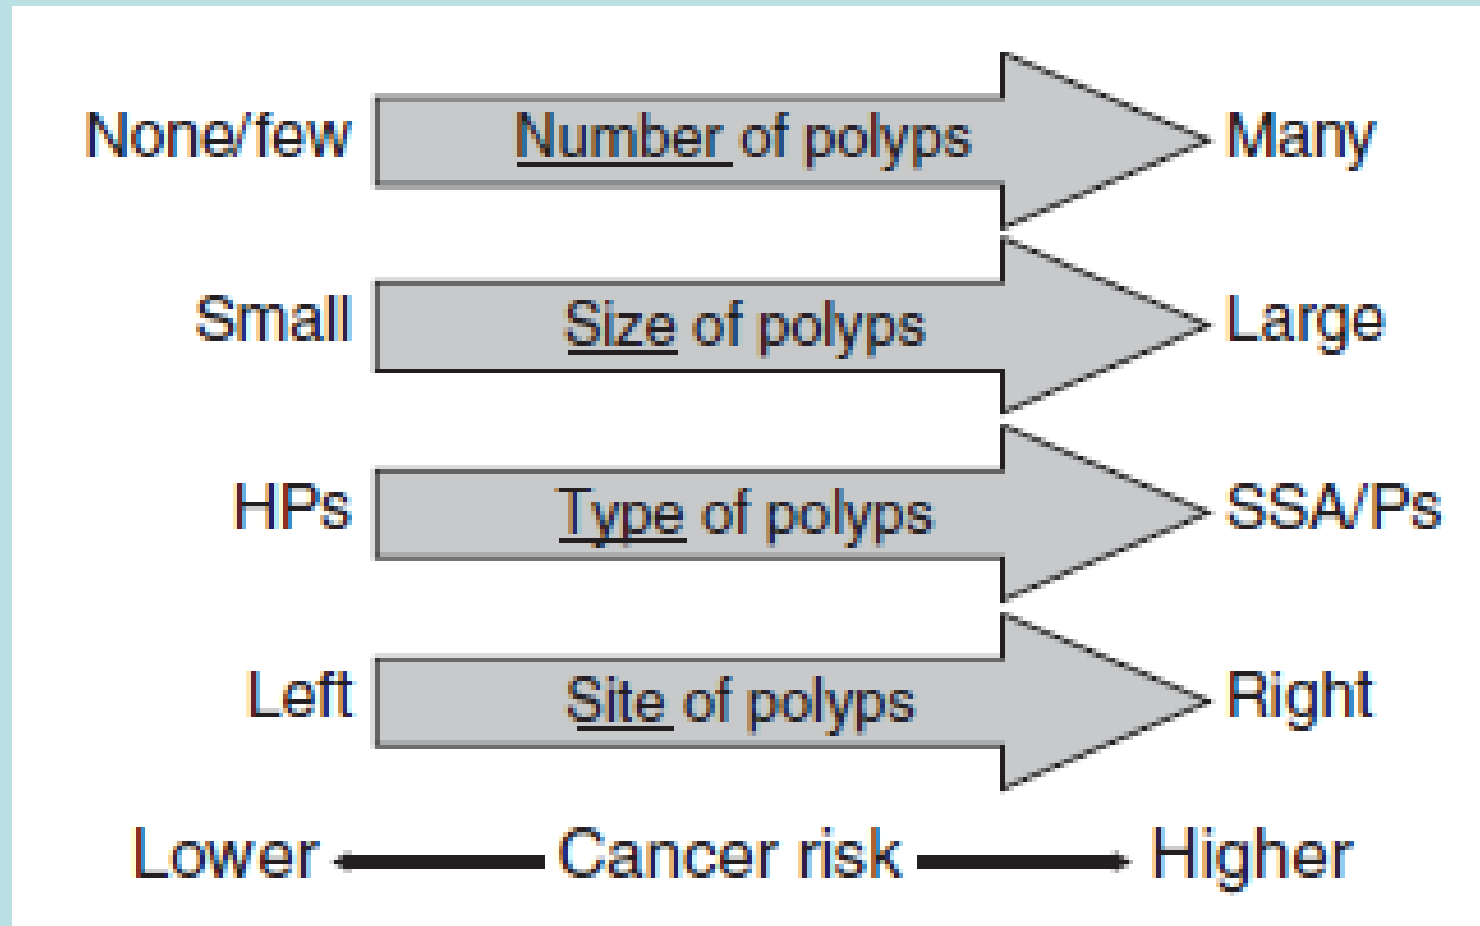 None/few Number of polyps Many
Small Size of polyps Large
HPs Type of polyps SSA/Ps
Left Site of polyps Right
Lower Cancer risk Higher